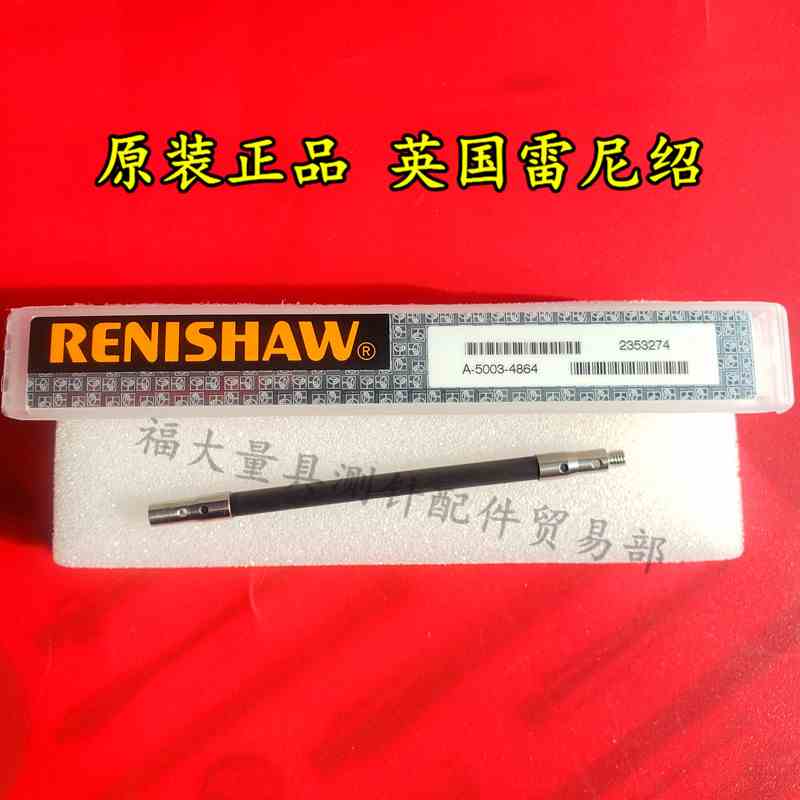 原装正品 英国雷尼绍
RENISHAW®
2353274
A-5003-4864
福大量具测针配件贸易部